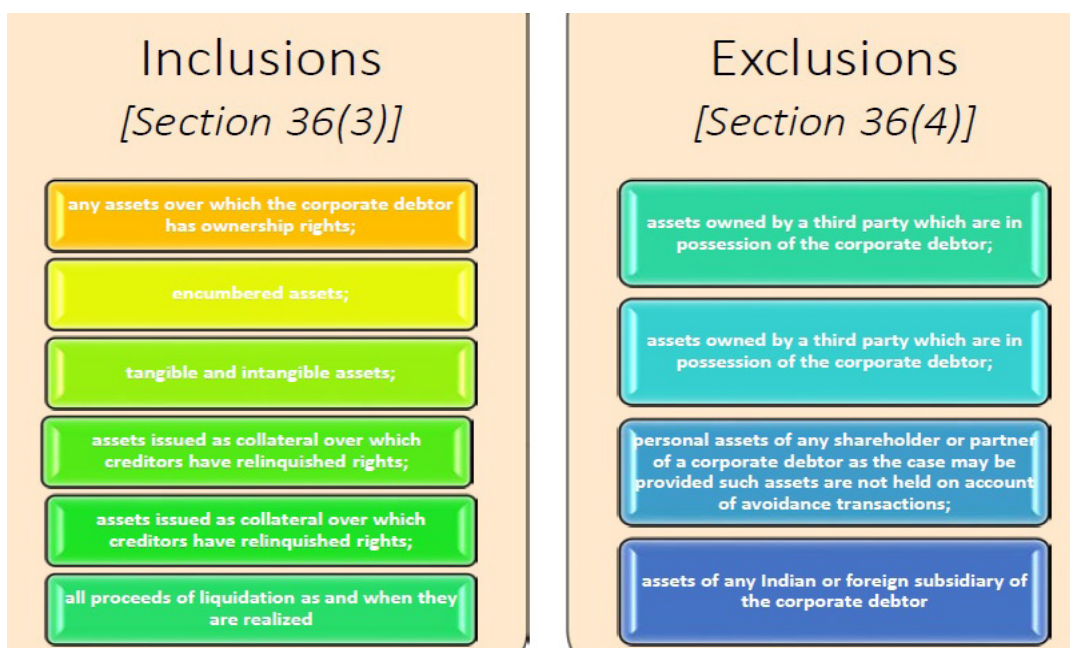 Inclusions
[Section 36(3)]
any assets over which the corporate debtor
has ownership rights;
encumbered assets;
tangible and intangible assets;
assets issued as collateral over which
creditors have relinquished rights;
assets issued as collateral over which
creditors have relinquished rights;
all proceeds of liquidation as and when they
are realized
Exclusions
[Section 36(4)]
assets owned by a third party which are in
possession of the corporate debtor;
assets owned by a third party which are in
possession of the corporate debtor;
personal assets of any shareholder or partner
of a corporate debtor as the case may be
provided such assets are not held on account
of avoidance transactions;
assets of any Indian or foreign subsidiary of
the corporate debtor